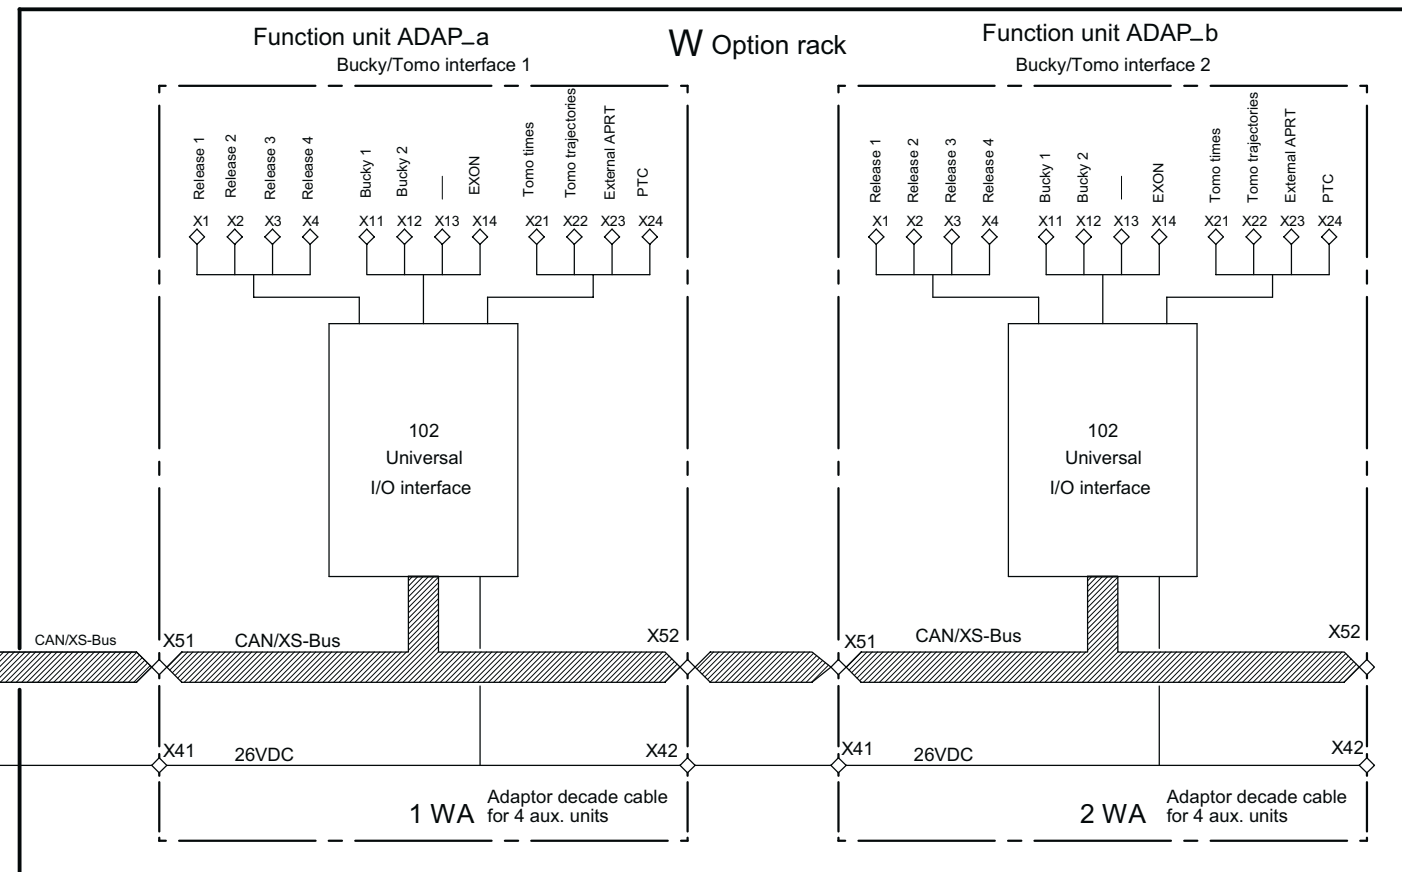 W Option rack
Function unit ADAP_a
Bucky/Tomo interface 1
Release 1
Release 2
Release 3
Release 4
Bucky 1
Bucky 2
—
EXON
Tomo times
Tomo trajectories
External APRT
PTC
X1 X2 X3 X4 X11 X12 X13 X14 X21 X22 X23 X24
102
Universal
I/O interface
CAN/XS-Bus
X51 CAN/XS-Bus X52
X41 26VDC X42
1 WA
Adaptor decade cable
for 4 aux. units
Function unit ADAP_b
Bucky/Tomo interface 2
Release 1
Release 2
Release 3
Release 4
Bucky 1
Bucky 2
—
EXON
Tomo times
Tomo trajectories
External APRT
PTC
X1 X2 X3 X4 X11 X12 X13 X14 X21 X22 X23 X24
102
Universal
I/O interface
X51 CAN/XS-Bus X52
X41 26VDC X42
2 WA
Adaptor decade cable
for 4 aux. units